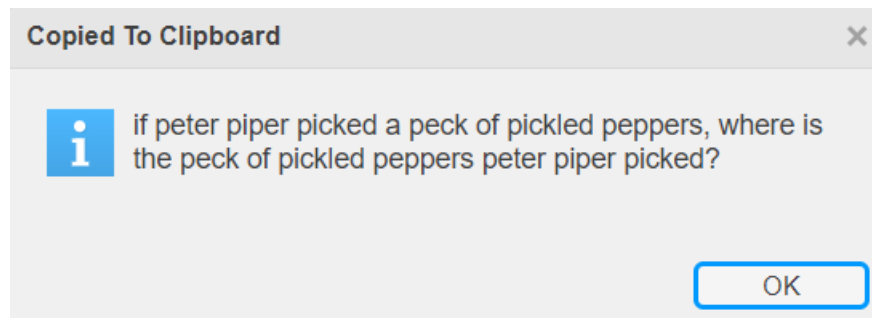 Copied To Clipboard
if peter piper picked a peck of pickled peppers, where is
the peck of pickled peppers peter piper picked?
OK